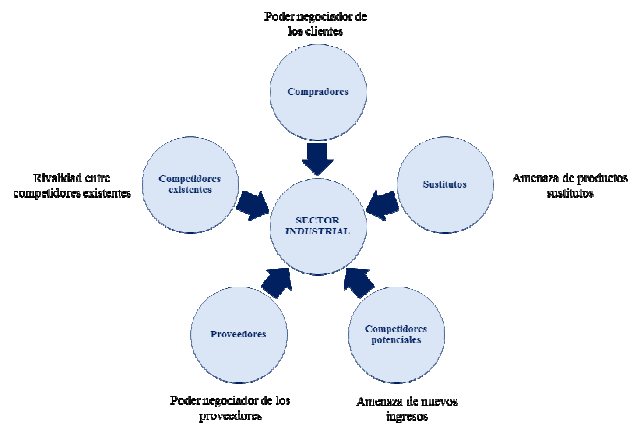 Poder negociador de
los clientes
Compradores
Rivalidad entre
competidores existentes
Competidores
existentes
Sustitutos
Amenaza de productos
sustitutos
SECTOR
INDUSTRIAL
Proveedores
Competidores
potenciales
Poder negociador de los
proveedores
Amenaza de nuevos
ingresos